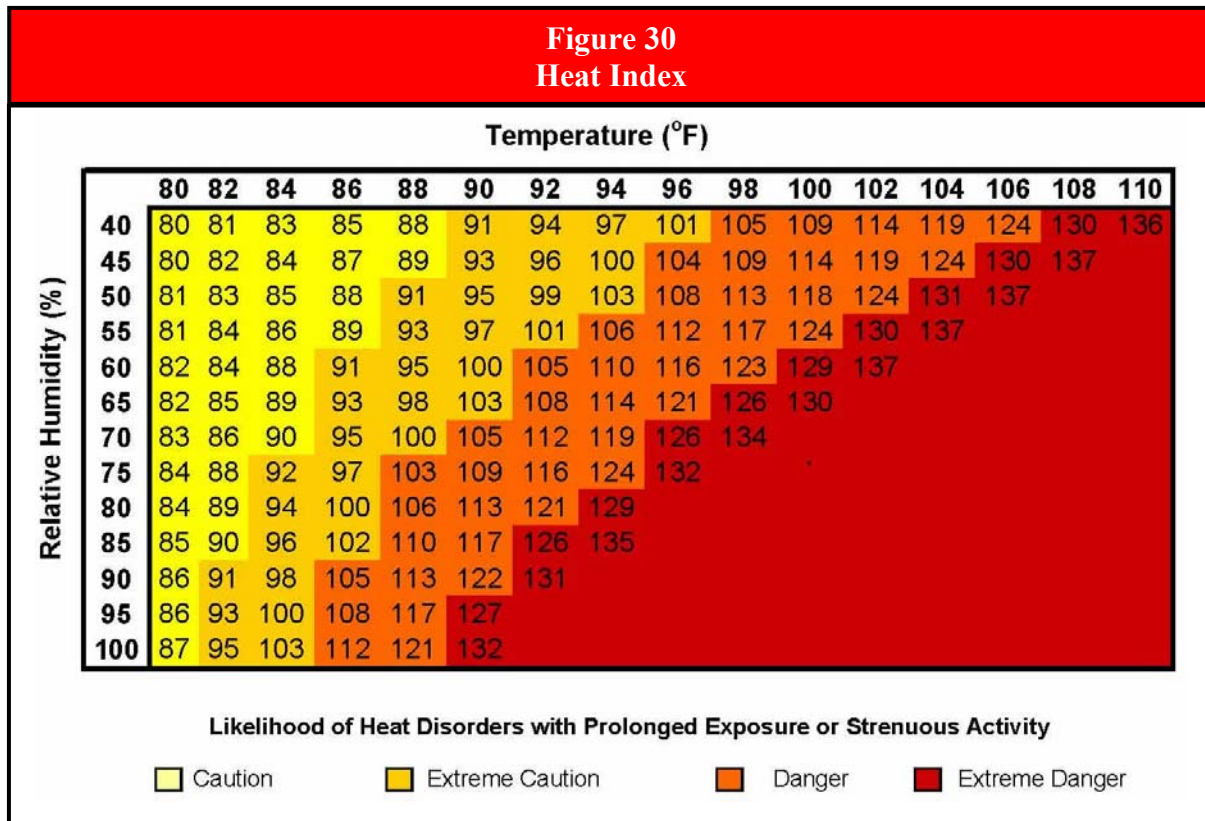 Figure 30
Heat Index
Temperature (°F)
80 82 84 86 88 90 92 94 96 98 100 102 104 106 108 110
Relative Humidity (%)
40 80 81 83 85 88 91 94 97 101 105 109 114 119 124 130 136
45 80 82 84 87 89 93 96 100 104 109 114 119 124 130 137
50 81 83 85 88 91 95 99 103 108 113 118 124 131 137
55 81 84 86 89 93 97 101 106 112 117 124 130 137
60 82 84 88 91 95 100 105 110 116 123 129 137
65 82 85 89 93 98 103 108 114 121 126 130
70 83 86 90 95 100 105 112 119 126 134
75 84 88 92 97 103 109 116 124 132
80 84 89 94 100 106 113 121 129
85 85 90 96 102 110 117 126 135
90 86 91 98 105 113 122 131
95 86 93 100 108 117 127
100 87 95 103 112 121 132
Likelihood of Heat Disorders with Prolonged Exposure or Strenuous Activity
Caution Extreme Caution Danger Extreme Danger